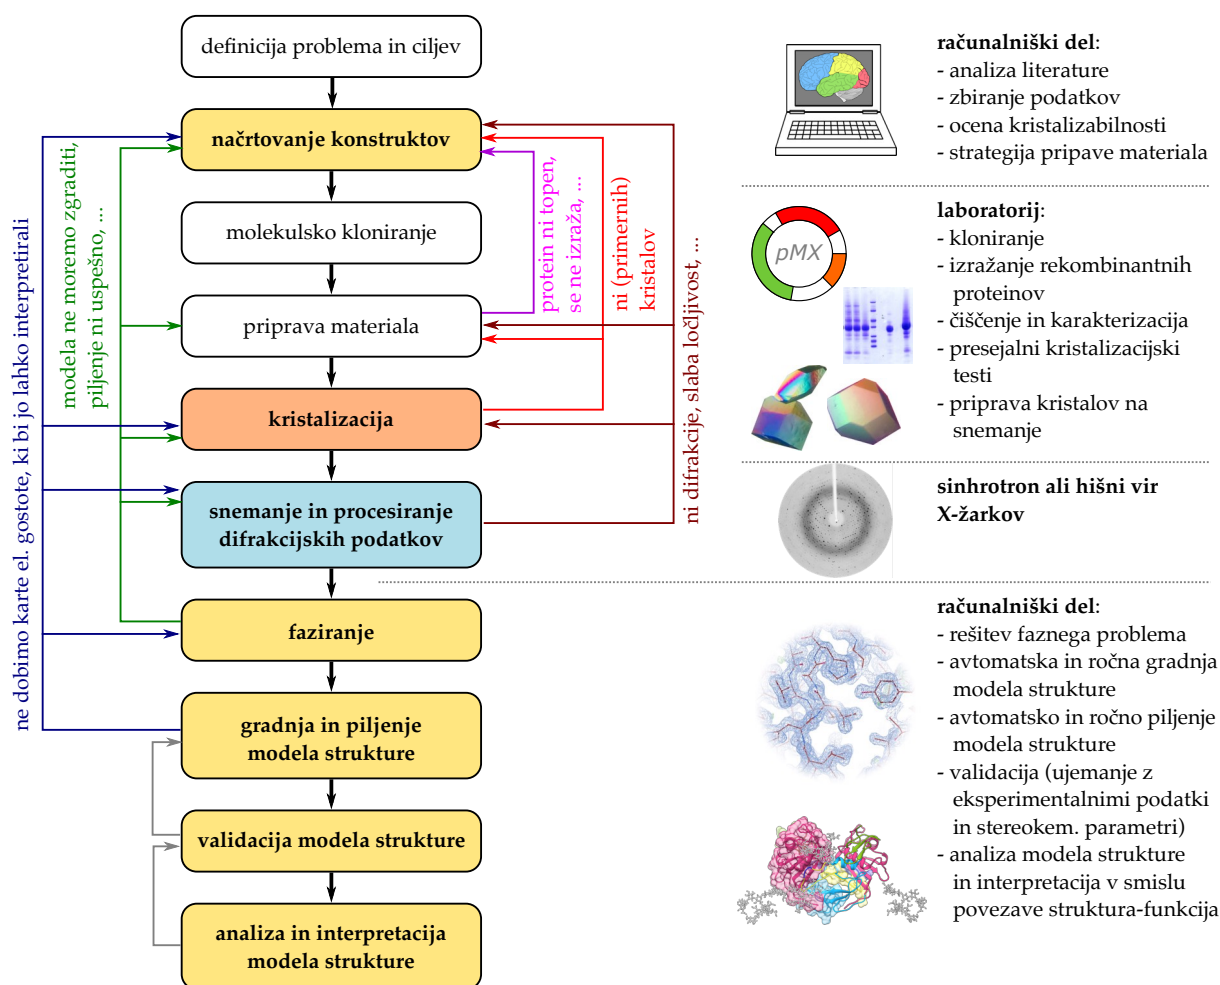 definicija problema in ciljev
načrtovanje konstruktov
molekulsko kloniranje
priprava materiala
kristalizacija
snemanje in procesiranje
difrakcijskih podatkov
faziranje
gradnja in piljenje
modela strukture
validacija modela strukture
analiza in interpretacija
modela strukture
ne dobimo karte el. gostote, ki bi jo lahko interpretirali
modela ne moremo zgraditi,
piljenje ni uspešno, ...
protein ni topen,
se ne izraža, ...
ni (primernih)
kristalov
ni difrakcije, slaba ločljivost, ...
računalniški del:
- analiza literature
- zbiranje podatkov
- ocena kristalizabilnosti
- strategija pripave materiala
pMX
laboratorij:
- kloniranje
- izražanje rekombinantnih
proteinov
- čiščenje in karakterizacija
- presejalni kristalizacijski
testi
- priprava kristalov na
snemanje
sinhrotron ali hišni vir
X-žarkov
računalniški del:
- rešitev faznega problema
- avtomatska in ročna gradnja
modela strukture
- avtomatsko in ročno piljenje
modela strukture
- validacija (ujemanje z
eksperimentalnimi podatki
in stereokem. parametri)
- analiza modela strukture
in interpretacija v smislu
povezave struktura-funkcija